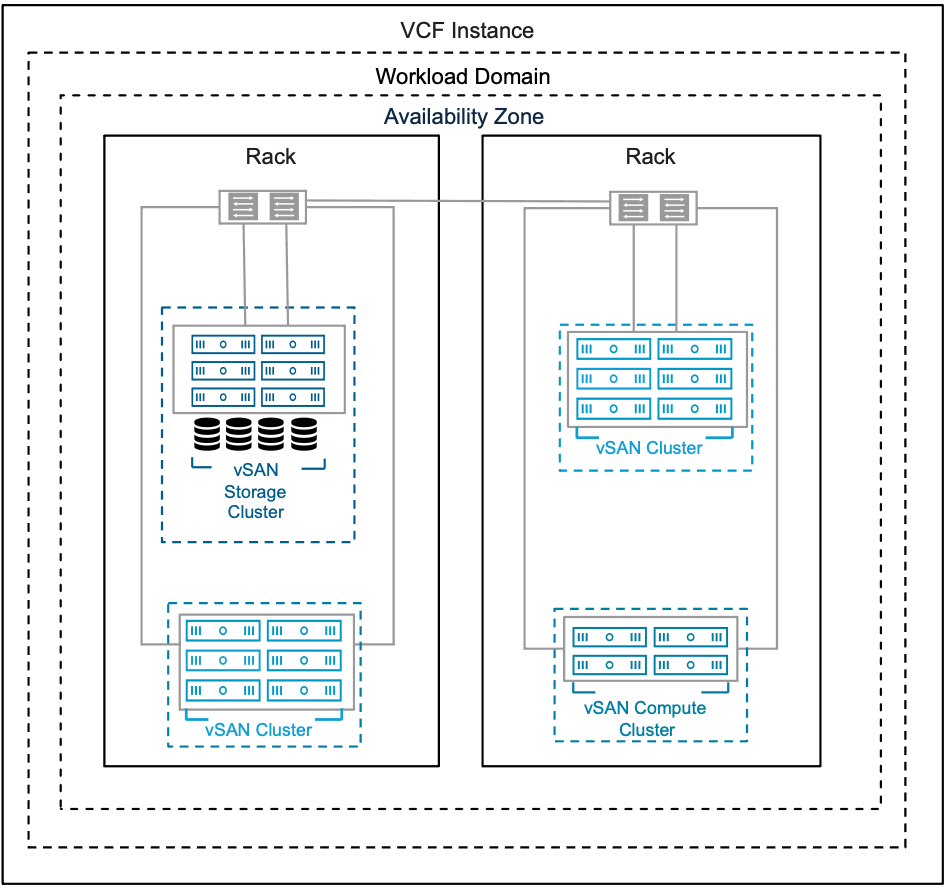 VCF Instance
Workload Domain
Availability Zone
Rack
vSAN
Storage
Cluster
vSAN Cluster
Rack
vSAN Cluster
vSAN Compute
Cluster